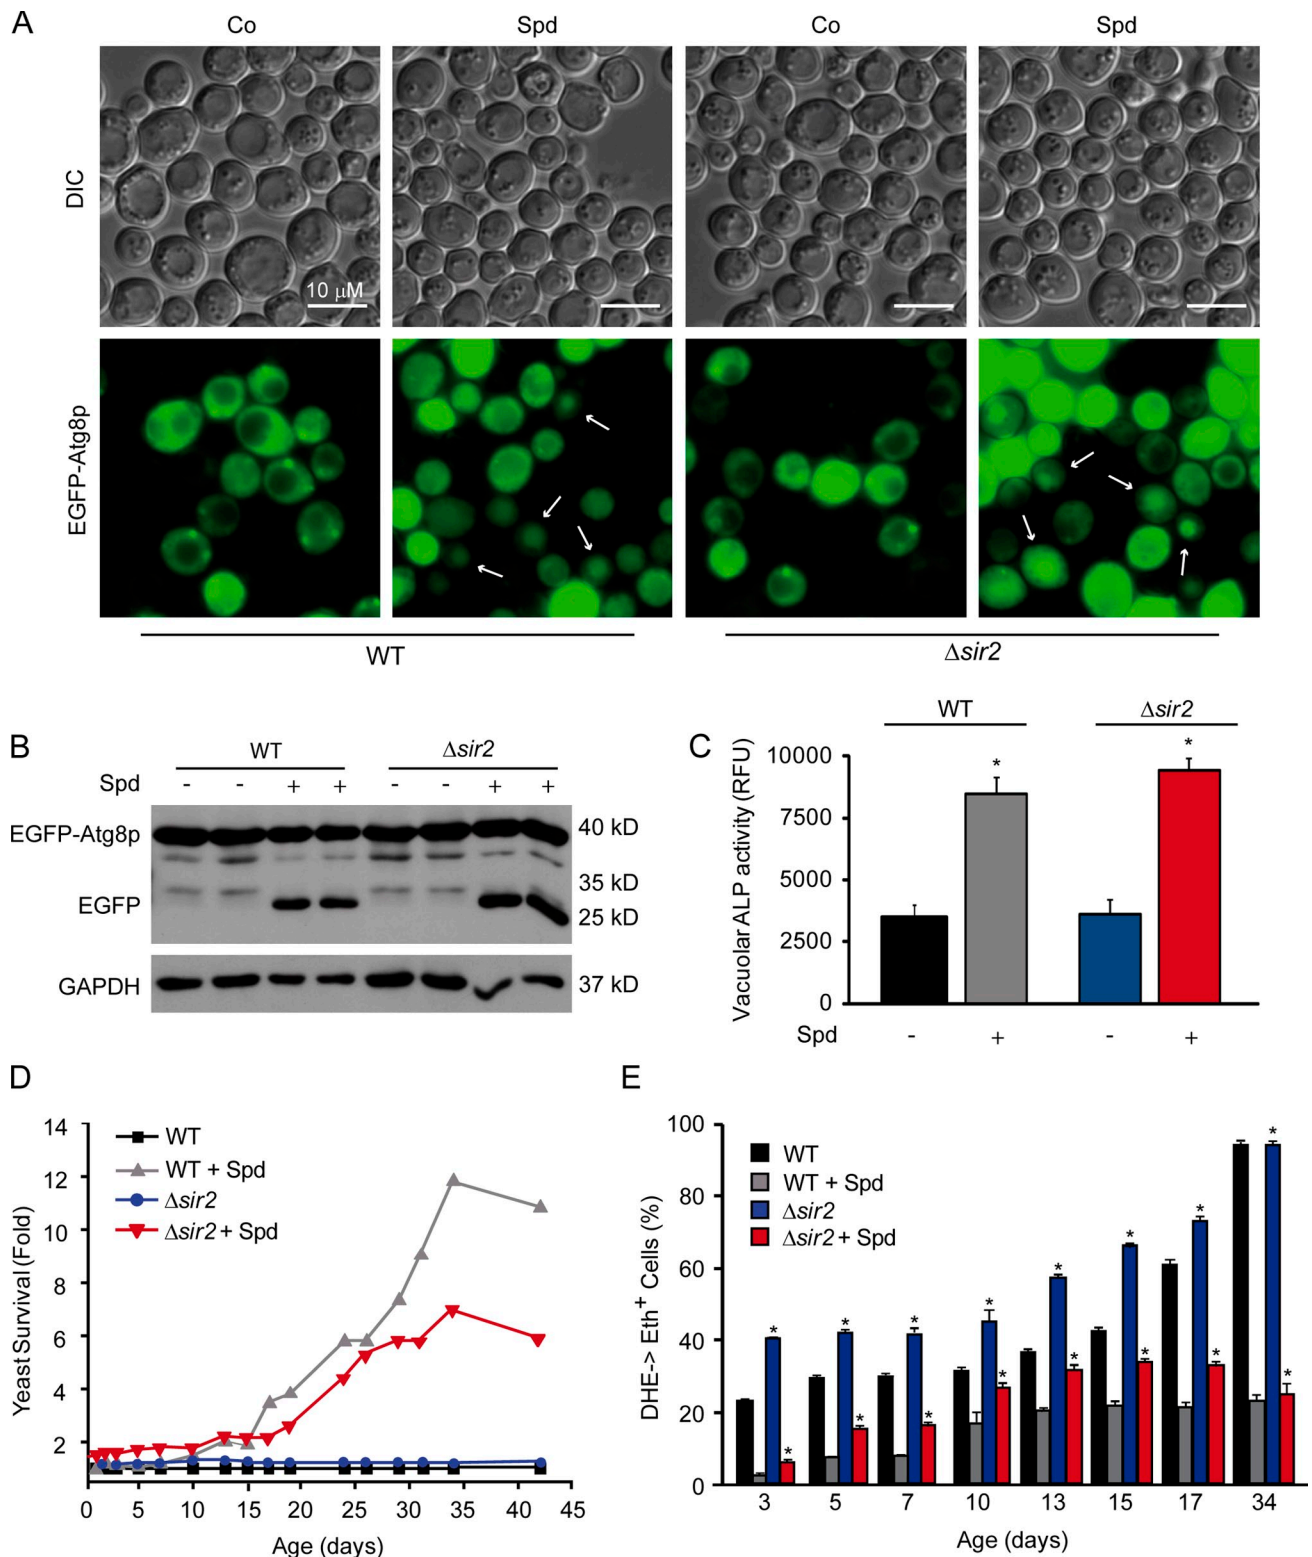 A
Co Spd Co Spd
DIC
10 µM
EGFP-Atg8p
WT Δsir2
B
WT Δsir2
Spd - - + + - - + +
EGFP-Atg8p 40 kD
35 kD
EGFP 25 kD
GAPDH 37 kD
C
WT Δsir2
Vacuolar ALP activity (RFU)
10000
7500
5000
2500
0
* *
Spd - + - +
D
Yeast Survival (Fold)
14
12
10
8
6
4
2
WT
WT + Spd
Δsir2
Δsir2 + Spd
0 5 10 15 20 25 30 35 40 45
Age (days)
E
DHE-> Eth+ Cells (%)
100
80
60
40
20
0
WT
WT + Spd
Δsir2
Δsir2 + Spd
* * * * * * * *
* * * * * * * *
3 5 7 10 13 15 17 34
Age (days)